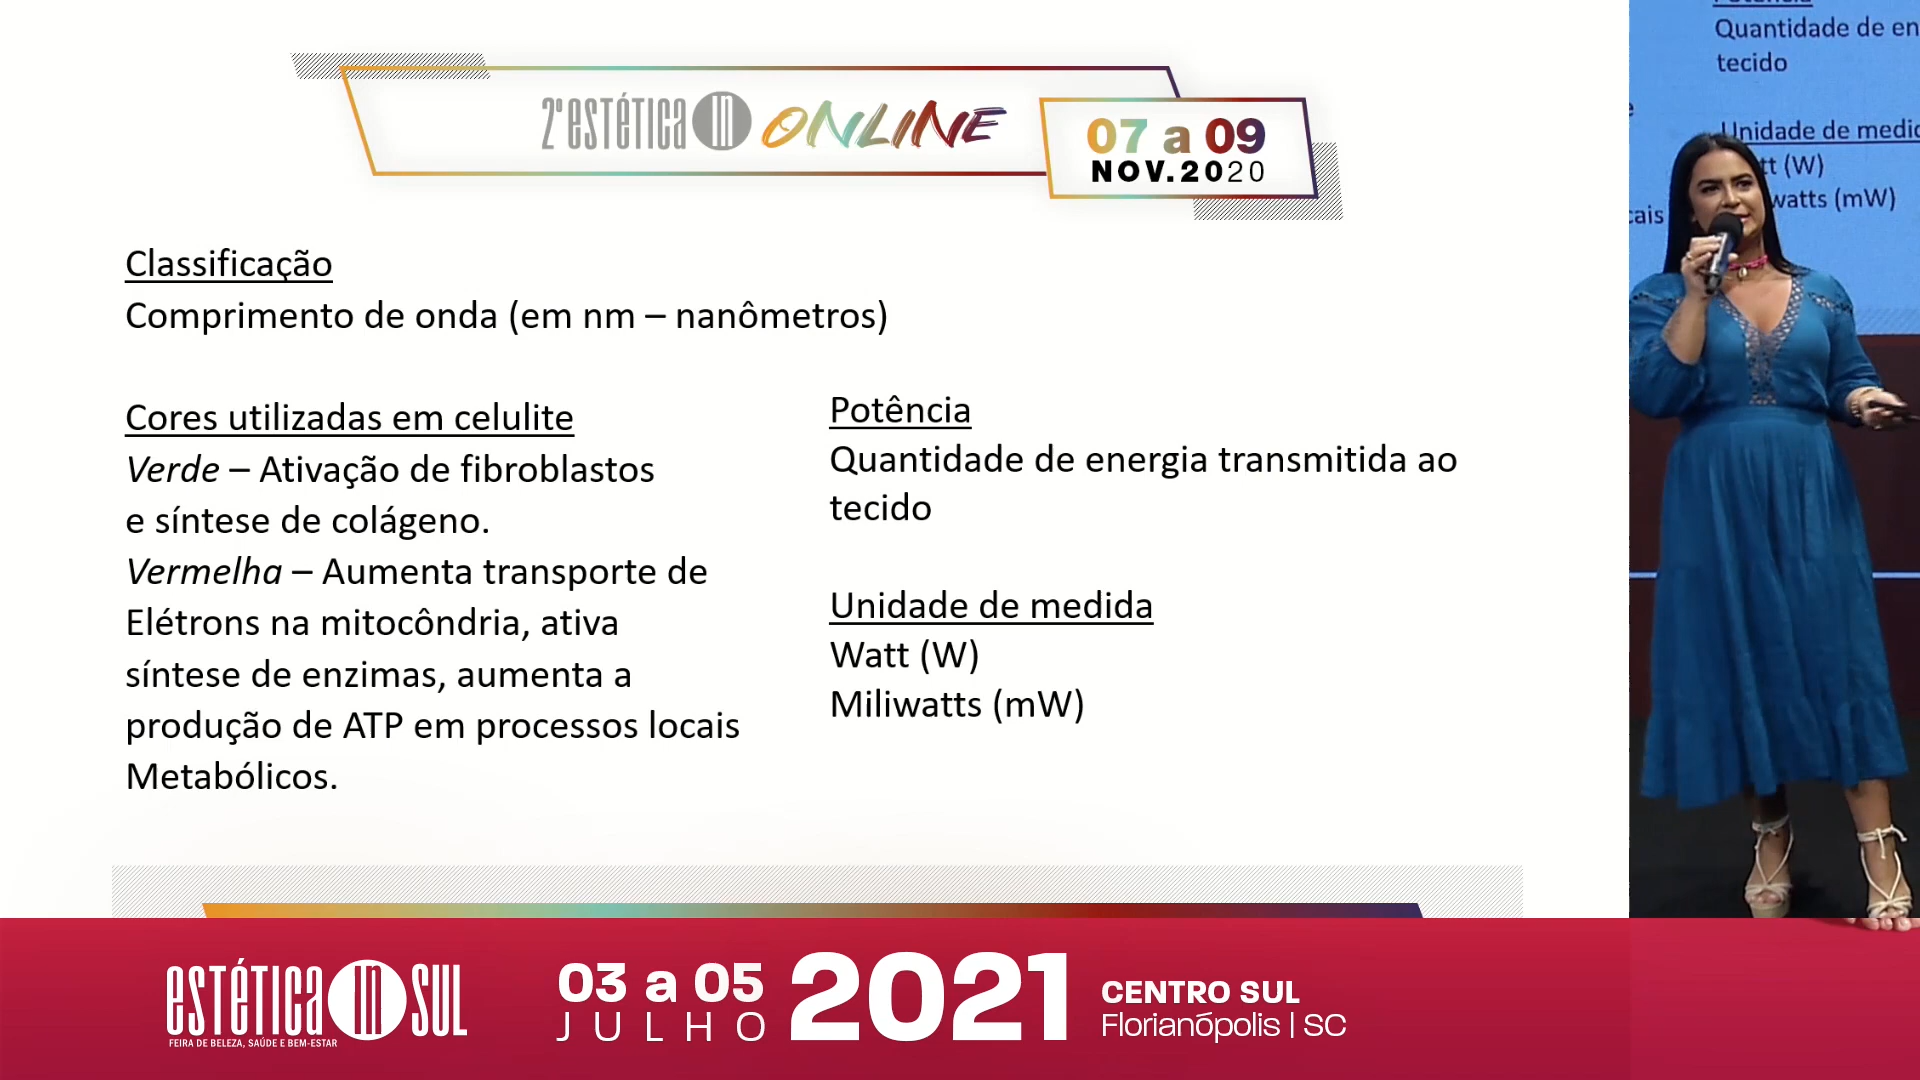 2ª estética in ONLINE
07 a 09
NOV.2020
Classificação
Comprimento de onda (em nm – nanômetros)
Cores utilizadas em celulite
Verde – Ativação de fibroblastos
e síntese de colágeno.
Vermelha – Aumenta transporte de
Elétrons na mitocôndria, ativa
síntese de enzimas, aumenta a
produção de ATP em processos locais
Metabólicos.
Potência
Quantidade de energia transmitida ao
tecido
Unidade de medida
Watt (W)
Miliwatts (mW)
Potência
Quantidade de en
tecido
Unidade de medid
tt (W)
watts (mW)
cais
estética in SUL
FEIRA DE BELEZA, SAÚDE E BEM-ESTAR
03 a 05
JULHO
2021
CENTRO SUL
Florianópolis | SC